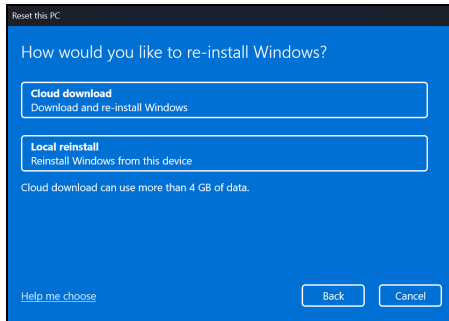 Reset this PC
How would you like to re-install Windows?
Cloud download
Download and re-install Windows
Local reinstall
Reinstall Windows from this device
Cloud download can use more than 4 GB of data.
Help me choose
Back
Cancel